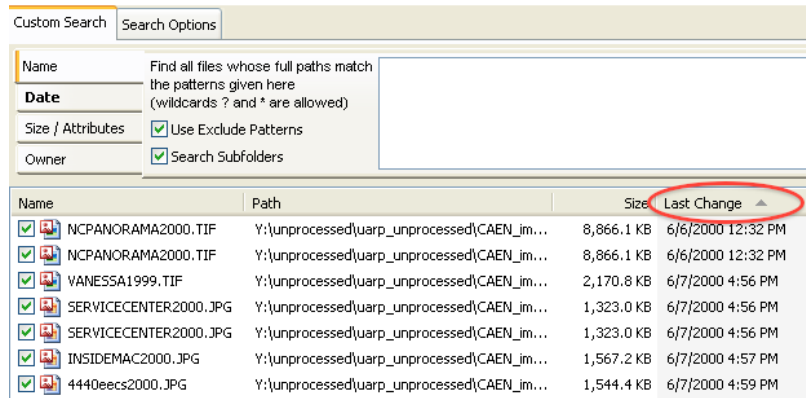 Custom Search Search Options
Name
Date
Size / Attributes
Owner
Find all files whose full paths match
the patterns given here
(wildcards ? and * are allowed)
Use Exclude Patterns
Search Subfolders
Name Path Size Last Change
NCPANORAMA2000.TIF Y:\unprocessed\uarp_unprocessed\CAEN_im... 8,866.1 KB 6/6/2000 12:32 PM
NCPANORAMA2000.TIF Y:\unprocessed\uarp_unprocessed\CAEN_im... 8,866.1 KB 6/6/2000 12:32 PM
VANESSA1999.TIF Y:\unprocessed\uarp_unprocessed\CAEN_im... 2,170.8 KB 6/7/2000 4:56 PM
SERVICECENTER2000.JPG Y:\unprocessed\uarp_unprocessed\CAEN_im... 1,323.0 KB 6/7/2000 4:56 PM
SERVICECENTER2000.JPG Y:\unprocessed\uarp_unprocessed\CAEN_im... 1,323.0 KB 6/7/2000 4:56 PM
INSIDEMAC2000.JPG Y:\unprocessed\uarp_unprocessed\CAEN_im... 1,567.2 KB 6/7/2000 4:57 PM
4440eecs2000.JPG Y:\unprocessed\uarp_unprocessed\CAEN_im... 1,544.4 KB 6/7/2000 4:59 PM